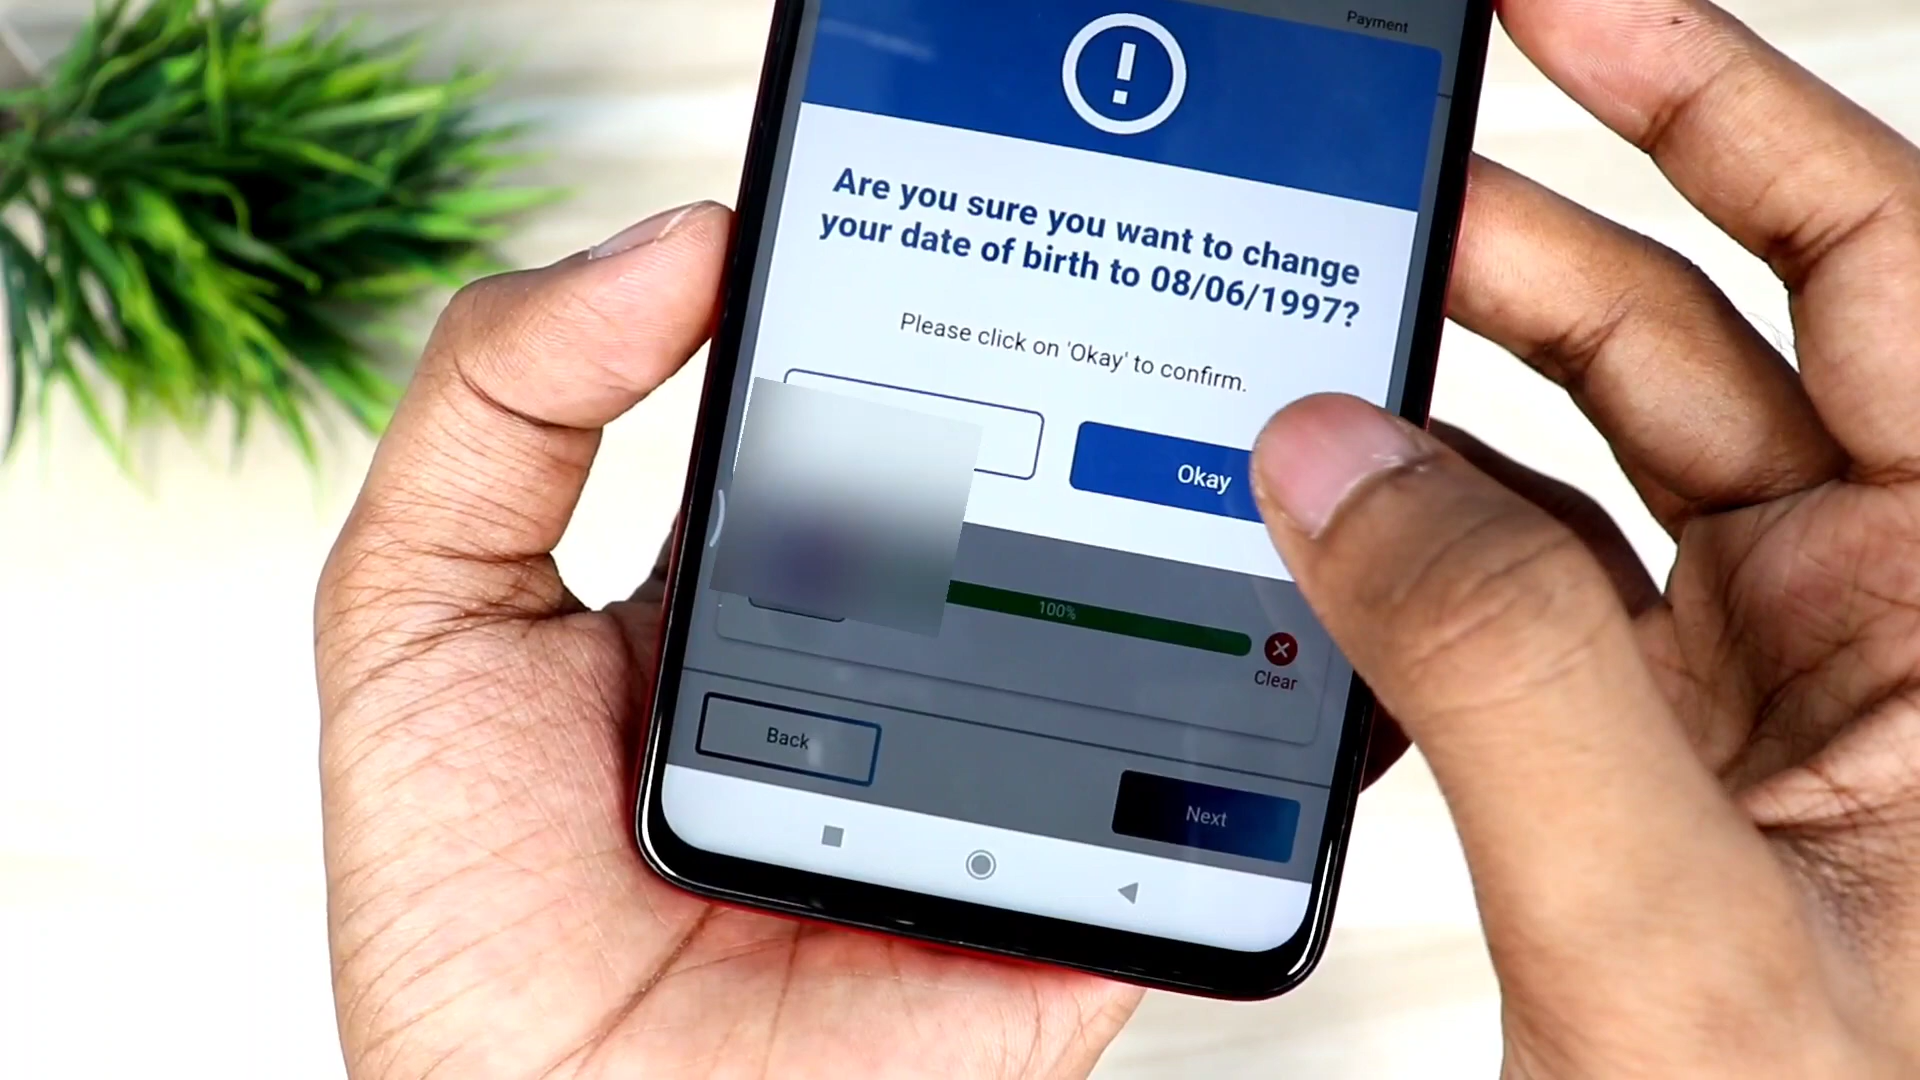 Payment
Are you sure you want to change
your date of birth to 08/06/1997?
Please click on 'Okay' to confirm.
Okay
100%
Clear
Back
Next